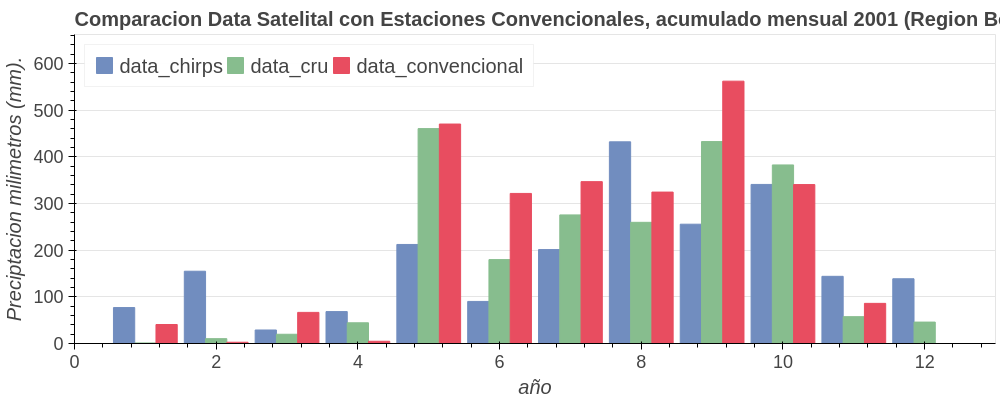 Comparacion Data Satelital con Estaciones Convencionales, acumulado mensual 2001 (Region
data_chirps data_cru data_convencional
Preciptacion milimetros (mm).
600
500
400
300
200
100
0
0 2 4 6 8 10 12
año